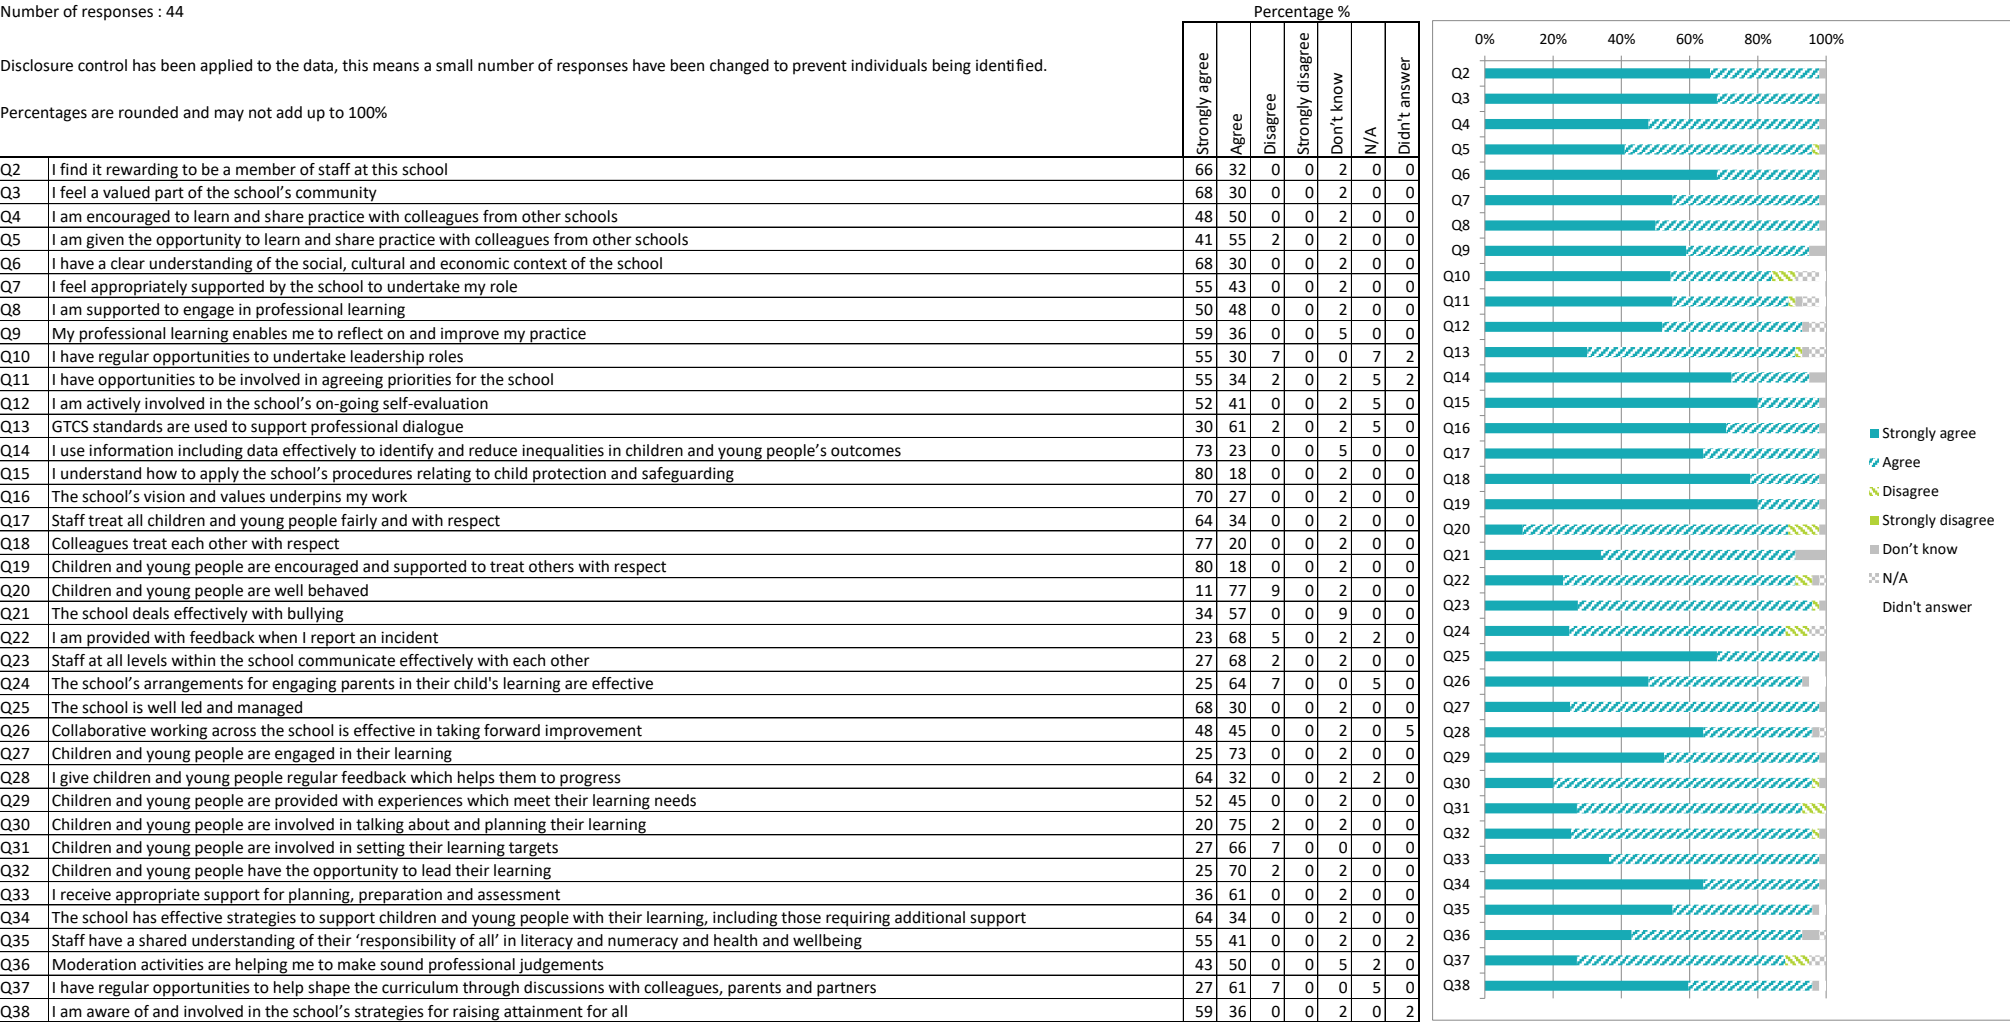 Number of responses : 44
Percentage %
Disclosure control has been applied to the data, this means a small number of responses have been changed to prevent individuals being identified.
Percentages are rounded and may not add up to 100%
Strongly agree
Agree
Disagree
Strongly disagree
Don't know
N/A
Didn't answer
Q2 I find it rewarding to be a member of staff at this school 66 32 0 0 2 0 0
Q3 I feel a valued part of the school's community 68 30 0 0 2 0 0
Q4 I am encouraged to learn and share practice with colleagues from other schools 48 50 0 0 2 0 0
Q5 I am given the opportunity to learn and share practice with colleagues from other schools 41 55 2 0 2 0 0
Q6 I have a clear understanding of the social, cultural and economic context of the school 68 30 0 0 2 0 0
Q7 I feel appropriately supported by the school to undertake my role 55 43 0 0 2 0 0
Q8 I am supported to engage in professional learning 50 48 0 0 2 0 0
Q9 My professional learning enables me to reflect on and improve my practice 59 36 0 0 5 0 0
Q10 I have regular opportunities to undertake leadership roles 55 30 7 0 0 7 2
Q11 I have opportunities to be involved in agreeing priorities for the school 55 34 2 0 2 5 2
Q12 I am actively involved in the school's on-going self-evaluation 52 41 0 0 2 5 0
Q13 GTCS standards are used to support professional dialogue 30 61 2 0 2 5 0
Q14 I use information including data effectively to identify and reduce inequalities in children and young people's outcomes 73 23 0 0 5 0 0
Q15 I understand how to apply the school's procedures relating to child protection and safeguarding 80 18 0 0 2 0 0
Q16 The school's vision and values underpins my work 70 27 0 0 2 0 0
Q17 Staff treat all children and young people fairly and with respect 64 34 0 0 2 0 0
Q18 Colleagues treat each other with respect 77 20 0 0 2 0 0
Q19 Children and young people are encouraged and supported to treat others with respect 80 18 0 0 2 0 0
Q20 Children and young people are well behaved 11 77 9 0 2 0 0
Q21 The school deals effectively with bullying 34 57 0 0 9 0 0
Q22 I am provided with feedback when I report an incident 23 68 5 0 2 2 0
Q23 Staff at all levels within the school communicate effectively with each other 27 68 2 0 2 0 0
Q24 The school's arrangements for engaging parents in their child's learning are effective 25 64 7 0 0 5 0
Q25 The school is well led and managed 68 30 0 0 2 0 0
Q26 Collaborative working across the school is effective in taking forward improvement 48 45 0 0 2 0 5
Q27 Children and young people are engaged in their learning 25 73 0 0 2 0 0
Q28 I give children and young people regular feedback which helps them to progress 64 32 0 0 2 2 0
Q29 Children and young people are provided with experiences which meet their learning needs 52 45 0 0 2 0 0
Q30 Children and young people are involved in talking about and planning their learning 20 75 2 0 2 0 0
Q31 Children and young people are involved in setting their learning targets 27 66 7 0 0 0 0
Q32 Children and young people have the opportunity to lead their learning 25 70 2 0 2 0 0
Q33 I receive appropriate support for planning, preparation and assessment 36 61 0 0 2 0 0
Q34 The school has effective strategies to support children and young people with their learning, including those requiring additional support 64 34 0 0 2 0 0
Q35 Staff have a shared understanding of their 'responsibility of all' in literacy and numeracy and health and wellbeing 55 41 0 0 2 0 2
Q36 Moderation activities are helping me to make sound professional judgements 43 50 0 0 5 2 0
Q37 I have regular opportunities to help shape the curriculum through discussions with colleagues, parents and partners 27 61 7 0 0 5 0
Q38 I am aware of and involved in the school's strategies for raising attainment for all 59 36 0 0 2 0 2
0% 20% 40% 60% 80% 100%
Q2
Q3
Q4
Q5
Q6
Q7
Q8
Q9
Q10
Q11
Q12
Q13
Q14
Q15
Q16
Q17
Q18
Q19
Q20
Q21
Q22
Q23
Q24
Q25
Q26
Q27
Q28
Q29
Q30
Q31
Q32
Q33
Q34
Q35
Q36
Q37
Q38
Strongly agree
Agree
Disagree
Strongly disagree
Don't know
N/A
Didn't answer